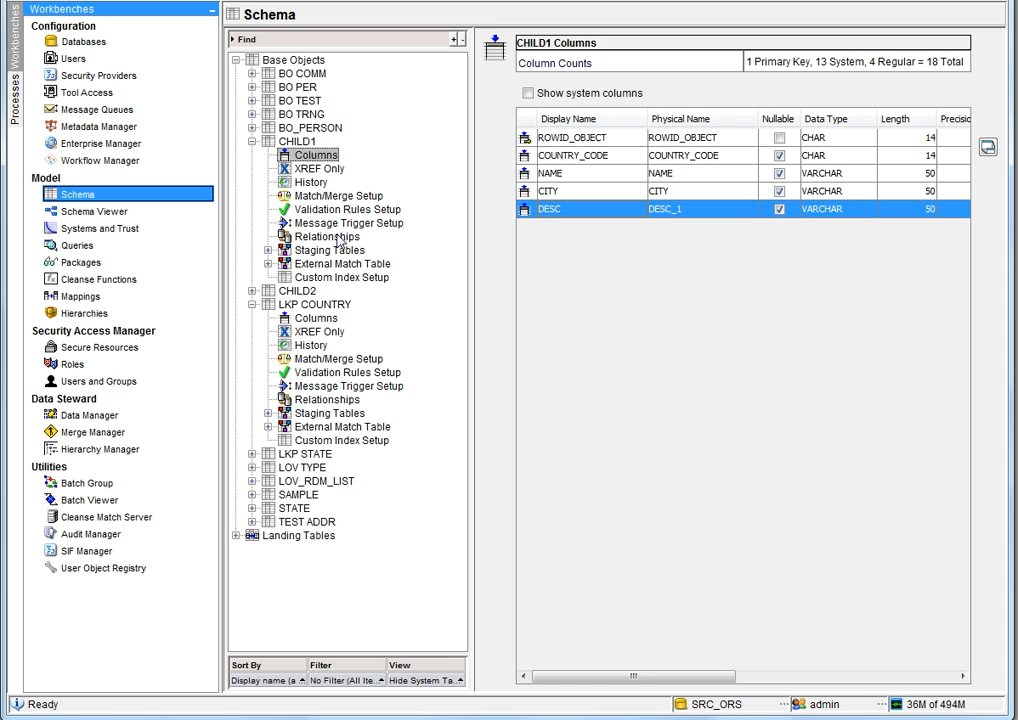 Workbenches
Processes
Workbenches
Configuration
Databases
Users
Security Providers
Tool Access
Message Queues
Metadata Manager
Enterprise Manager
Workflow Manager
Model
Schema
Schema Viewer
Systems and Trust
Queries
Packages
Cleanse Functions
Mappings
Hierarchies
Security Access Manager
Secure Resources
Roles
Users and Groups
Data Steward
Data Manager
Merge Manager
Hierarchy Manager
Utilities
Batch Group
Batch Viewer
Cleanse Match Server
Audit Manager
SIF Manager
User Object Registry
Schema
Find
Base Objects
BO COMM
BO PER
BO TEST
BO TRNG
BO_PERSON
CHILD1
Columns
XREF Only
History
Match/Merge Setup
Validation Rules Setup
Message Trigger Setup
Relationships
Staging Tables
External Match Table
Custom Index Setup
CHILD2
LKP COUNTRY
Columns
XREF Only
History
Match/Merge Setup
Validation Rules Setup
Message Trigger Setup
Relationships
Staging Tables
External Match Table
Custom Index Setup
LKP STATE
LOV TYPE
LOV_RDM_LIST
SAMPLE
STATE
TEST ADDR
Landing Tables
Sort By Filter View
Display name (a No Filter (All Ite... Hide System Ta...
CHILD1 Columns
Column Counts 1 Primary Key, 13 System, 4 Regular = 18 Total
Show system columns
Display Name Physical Name Nullable Data Type Length Precisio
ROWID_OBJECT ROWID_OBJECT CHAR 14
COUNTRY_CODE COUNTRY_CODE CHAR 14
NAME NAME VARCHAR 50
CITY CITY VARCHAR 50
DESC DESC_1 VARCHAR 50
Ready SRC_ORS admin 36M of 494M